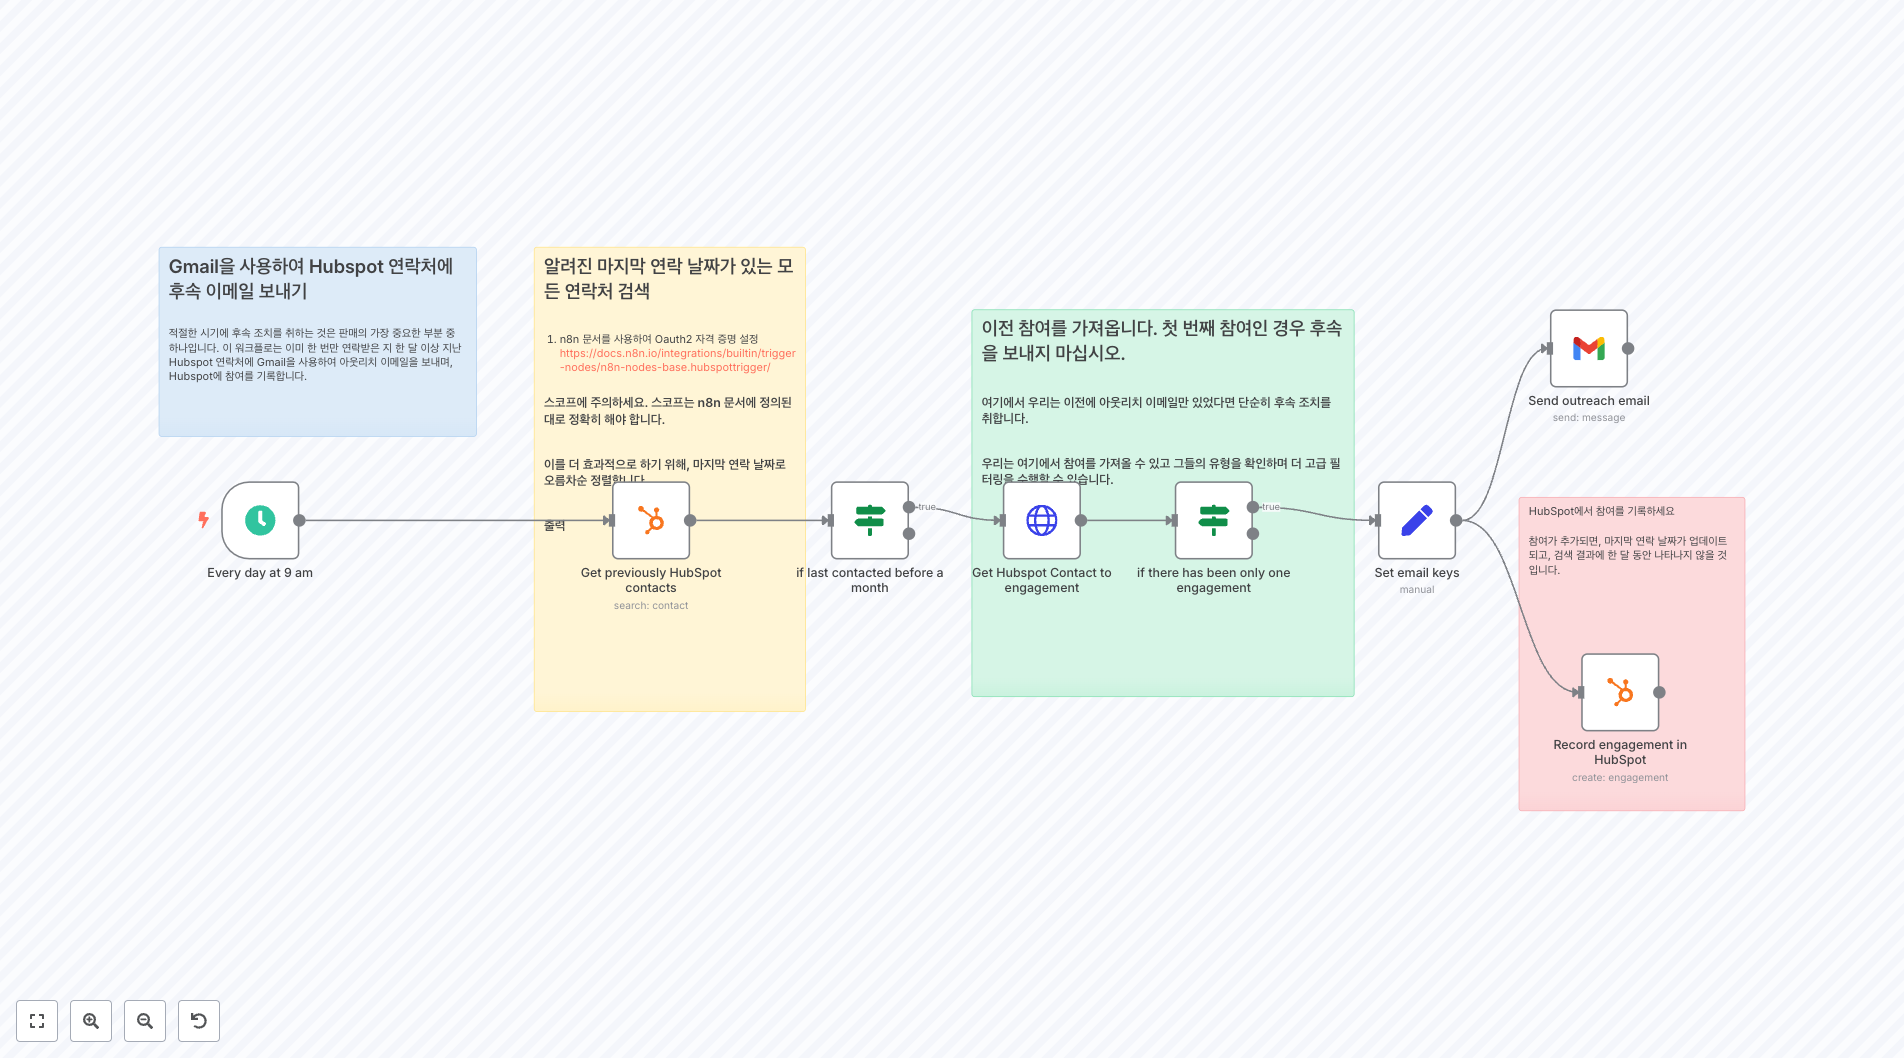 Gmail을 사용하여 Hubspot 연락처에
후속 이메일 보내기
적절한 시기에 후속 조치를 취하는 것은 판매의 가장 중요한 부분 중
하나입니다. 이 워크플로는 이미 한 번만 연락받은 지 한 달 이상 지난
Hubspot 연락처에 Gmail을 사용하여 아웃리치 이메일을 보내며,
Hubspot에 참여를 기록합니다.
Every day at 9 am
알려진 마지막 연락 날짜가 있는 모
든 연락처 검색
1. n8n 문서를 사용하여 Oauth2 자격 증명 설정
https://docs.n8n.io/integrations/builtin/trigger
-nodes/n8n-nodes-base.hubspottrigger/
스코프에 주의하세요. 스코프는 n8n 문서에 정의된
대로 정확히 해야 합니다.
이를 더 효과적으로 하기 위해, 마지막 연락 날짜로
오름차순 정렬합니다
출력
Get previously HubSpot
contacts
search: contact
true
if last contacted before a
month
이전 참여를 가져옵니다. 첫 번째 참여인 경우 후속
을 보내지 마십시오.
여기에서 우리는 이전에 아웃리치 이메일만 있었다면 단순히 후속 조치를
취합니다.
우리는 여기에서 참여를 가져올 수 있고 그들의 유형을 확인하며 더 고급 필
터링을 수행할 수 있습니다.
Get Hubspot Contact to
engagement
true
if there has been only one
engagement
Set email keys
manual
Send outreach email
send: message
HubSpot에서 참여를 기록하세요
참여가 추가되면, 마지막 연락 날짜가 업데이트
되고, 검색 결과에 한 달 동안 나타나지 않을 것
입니다.
Record engagement in
HubSpot
create: engagement